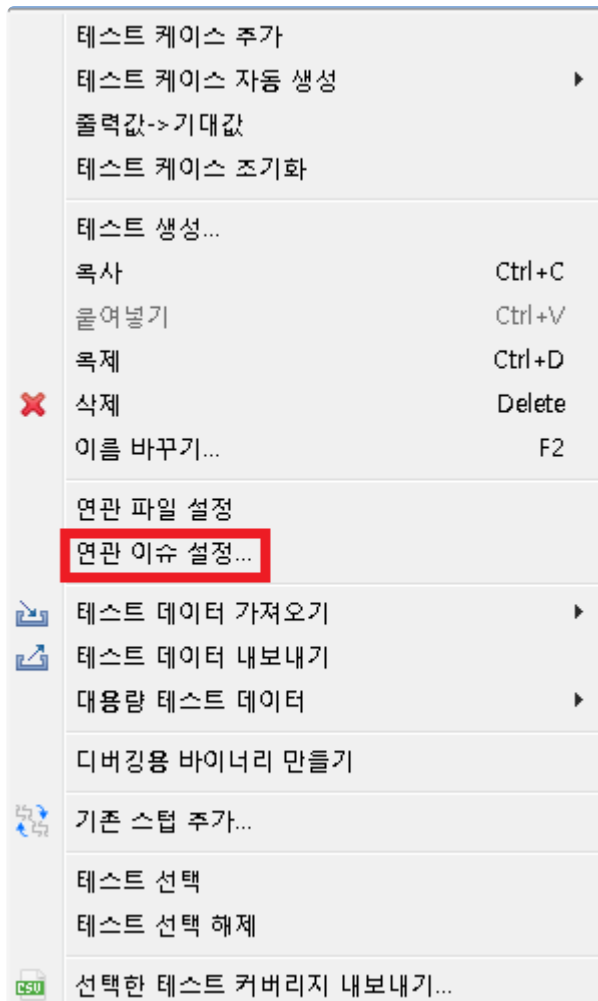 테스트 케이스 추가
테스트 케이스 자동 생성
출력값->기대값
테스트 케이스 초기화
테스트 생성...
복사 Ctrl+C
붙여넣기 Ctrl+V
복제 Ctrl+D
삭제 Delete
이름 바꾸기... F2
연관 파일 설정
연관 이슈 설정...
테스트 데이터 가져오기
테스트 데이터 내보내기
대용량 테스트 데이터
디버깅용 바이너리 만들기
기존 스텁 추가...
테스트 선택
테스트 선택 해제
CSV 선택한 테스트 커버리지 내보내기...